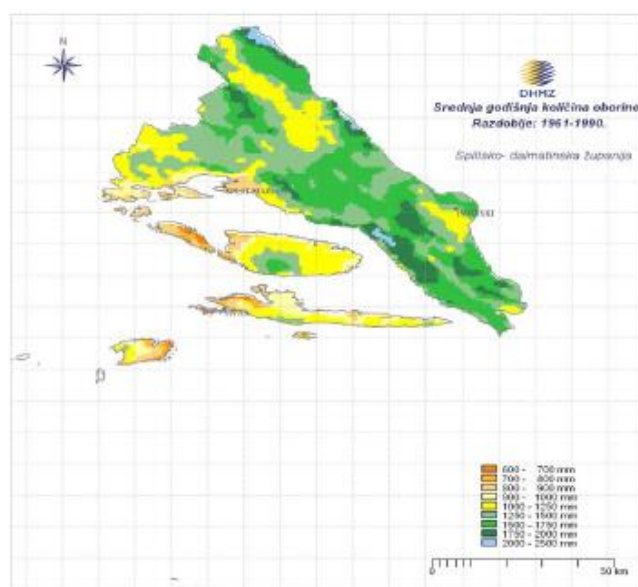 N
DHMZ
Srednja godišnja količina oborine
Razdoblje: 1961-1990.
Splitsko- dalmatinska županija
600 - 700 mm
700 - 800 mm
800 - 900 mm
900 - 1000 mm
1000 - 1250 mm
1250 - 1500 mm
1500 - 1750 mm
1750 - 2000 mm
2000 - 2500 mm
0
50 km